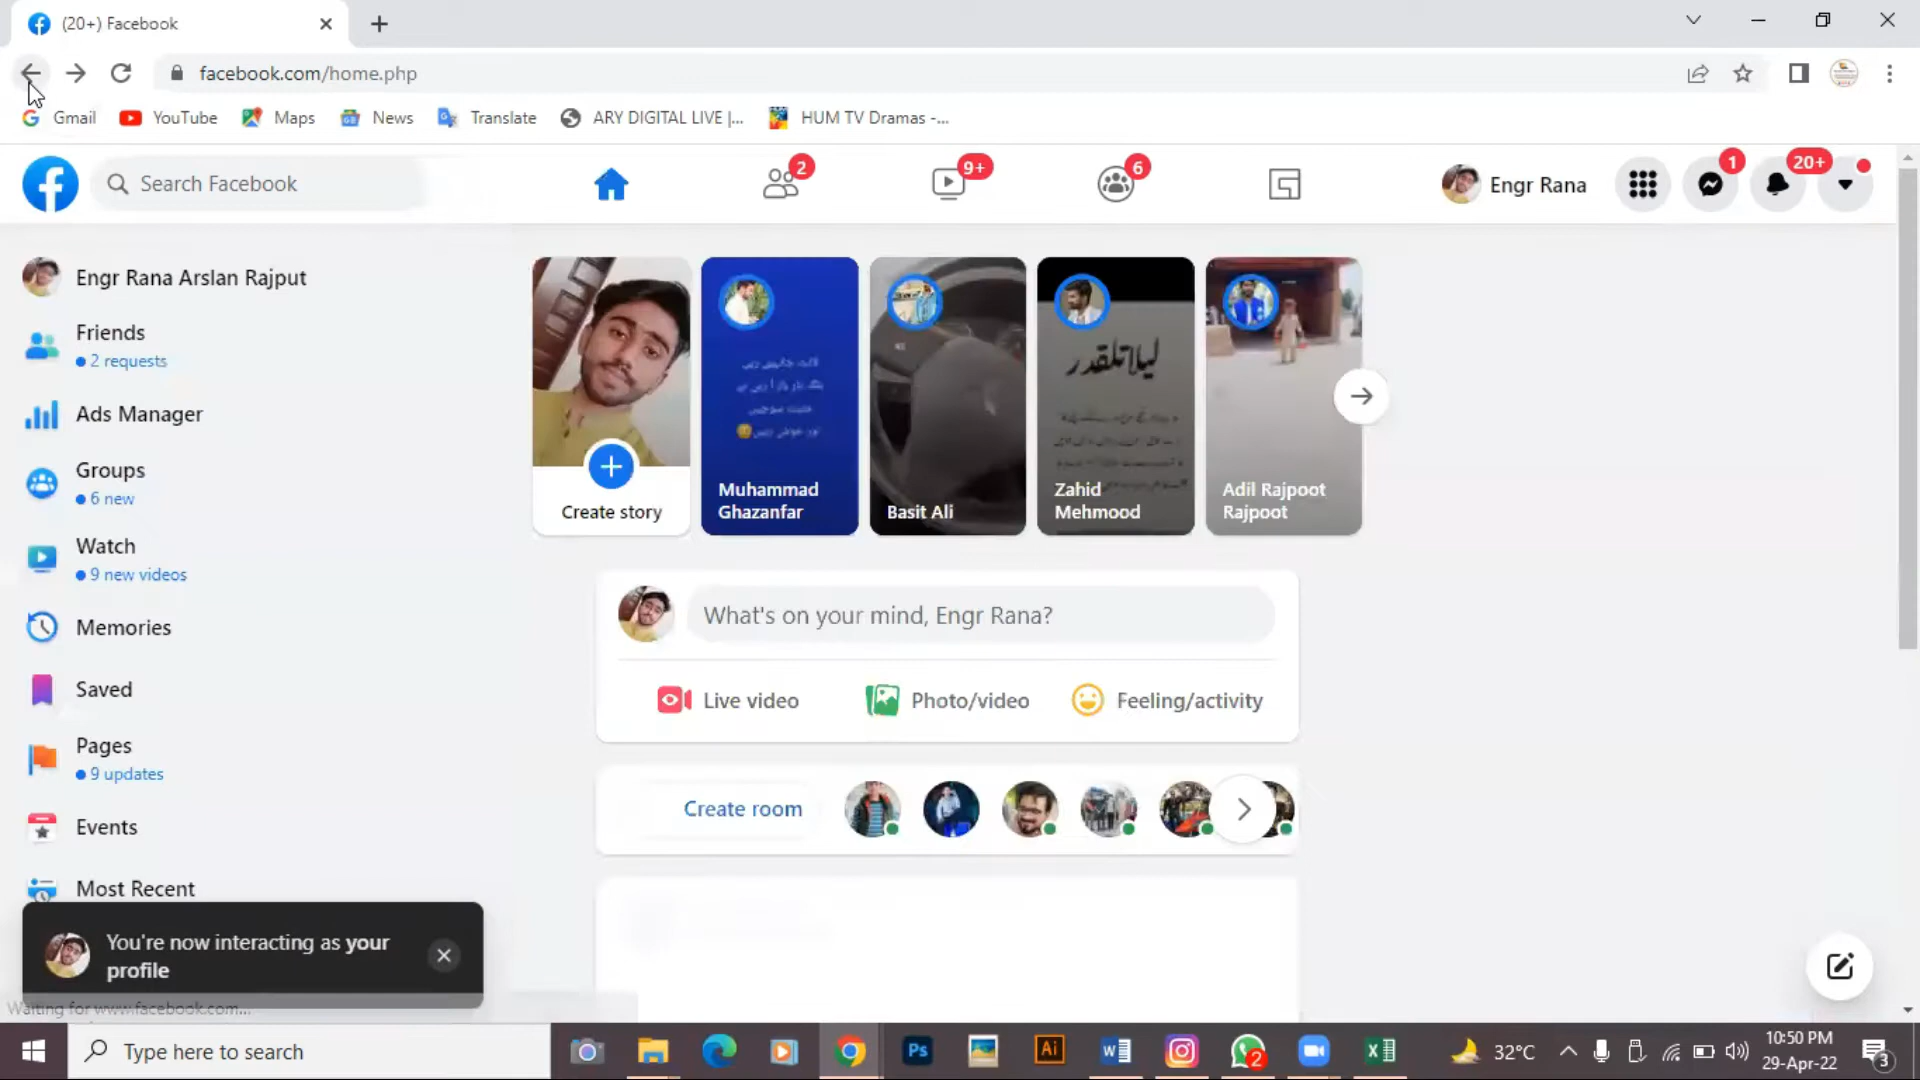 (20+) Facebook
facebook.com/home.php
Gmail
YouTube
Maps
News
Translate
ARY DIGITAL LIVE |...
HUM TV Dramas -...
Search Facebook
2
9+
6
Engr Rana
1
20+
Engr Rana Arslan Rajput
Friends
2 requests
Ads Manager
Groups
6 new
Watch
9 new videos
Memories
Saved
Pages
9 updates
Events
Most Recent
Create story
Muhammad
Ghazanfar
Basit Ali
Zahid
Mehmood
Adil Rajpoot
Rajpoot
What's on your mind, Engr Rana?
Live video
Photo/video
Feeling/activity
Create room
You're now interacting as your
profile
Waiting for www.facebook.com...
Type here to search
Ps
Ai
2
32°C
10:50 PM
29-Apr-22
3